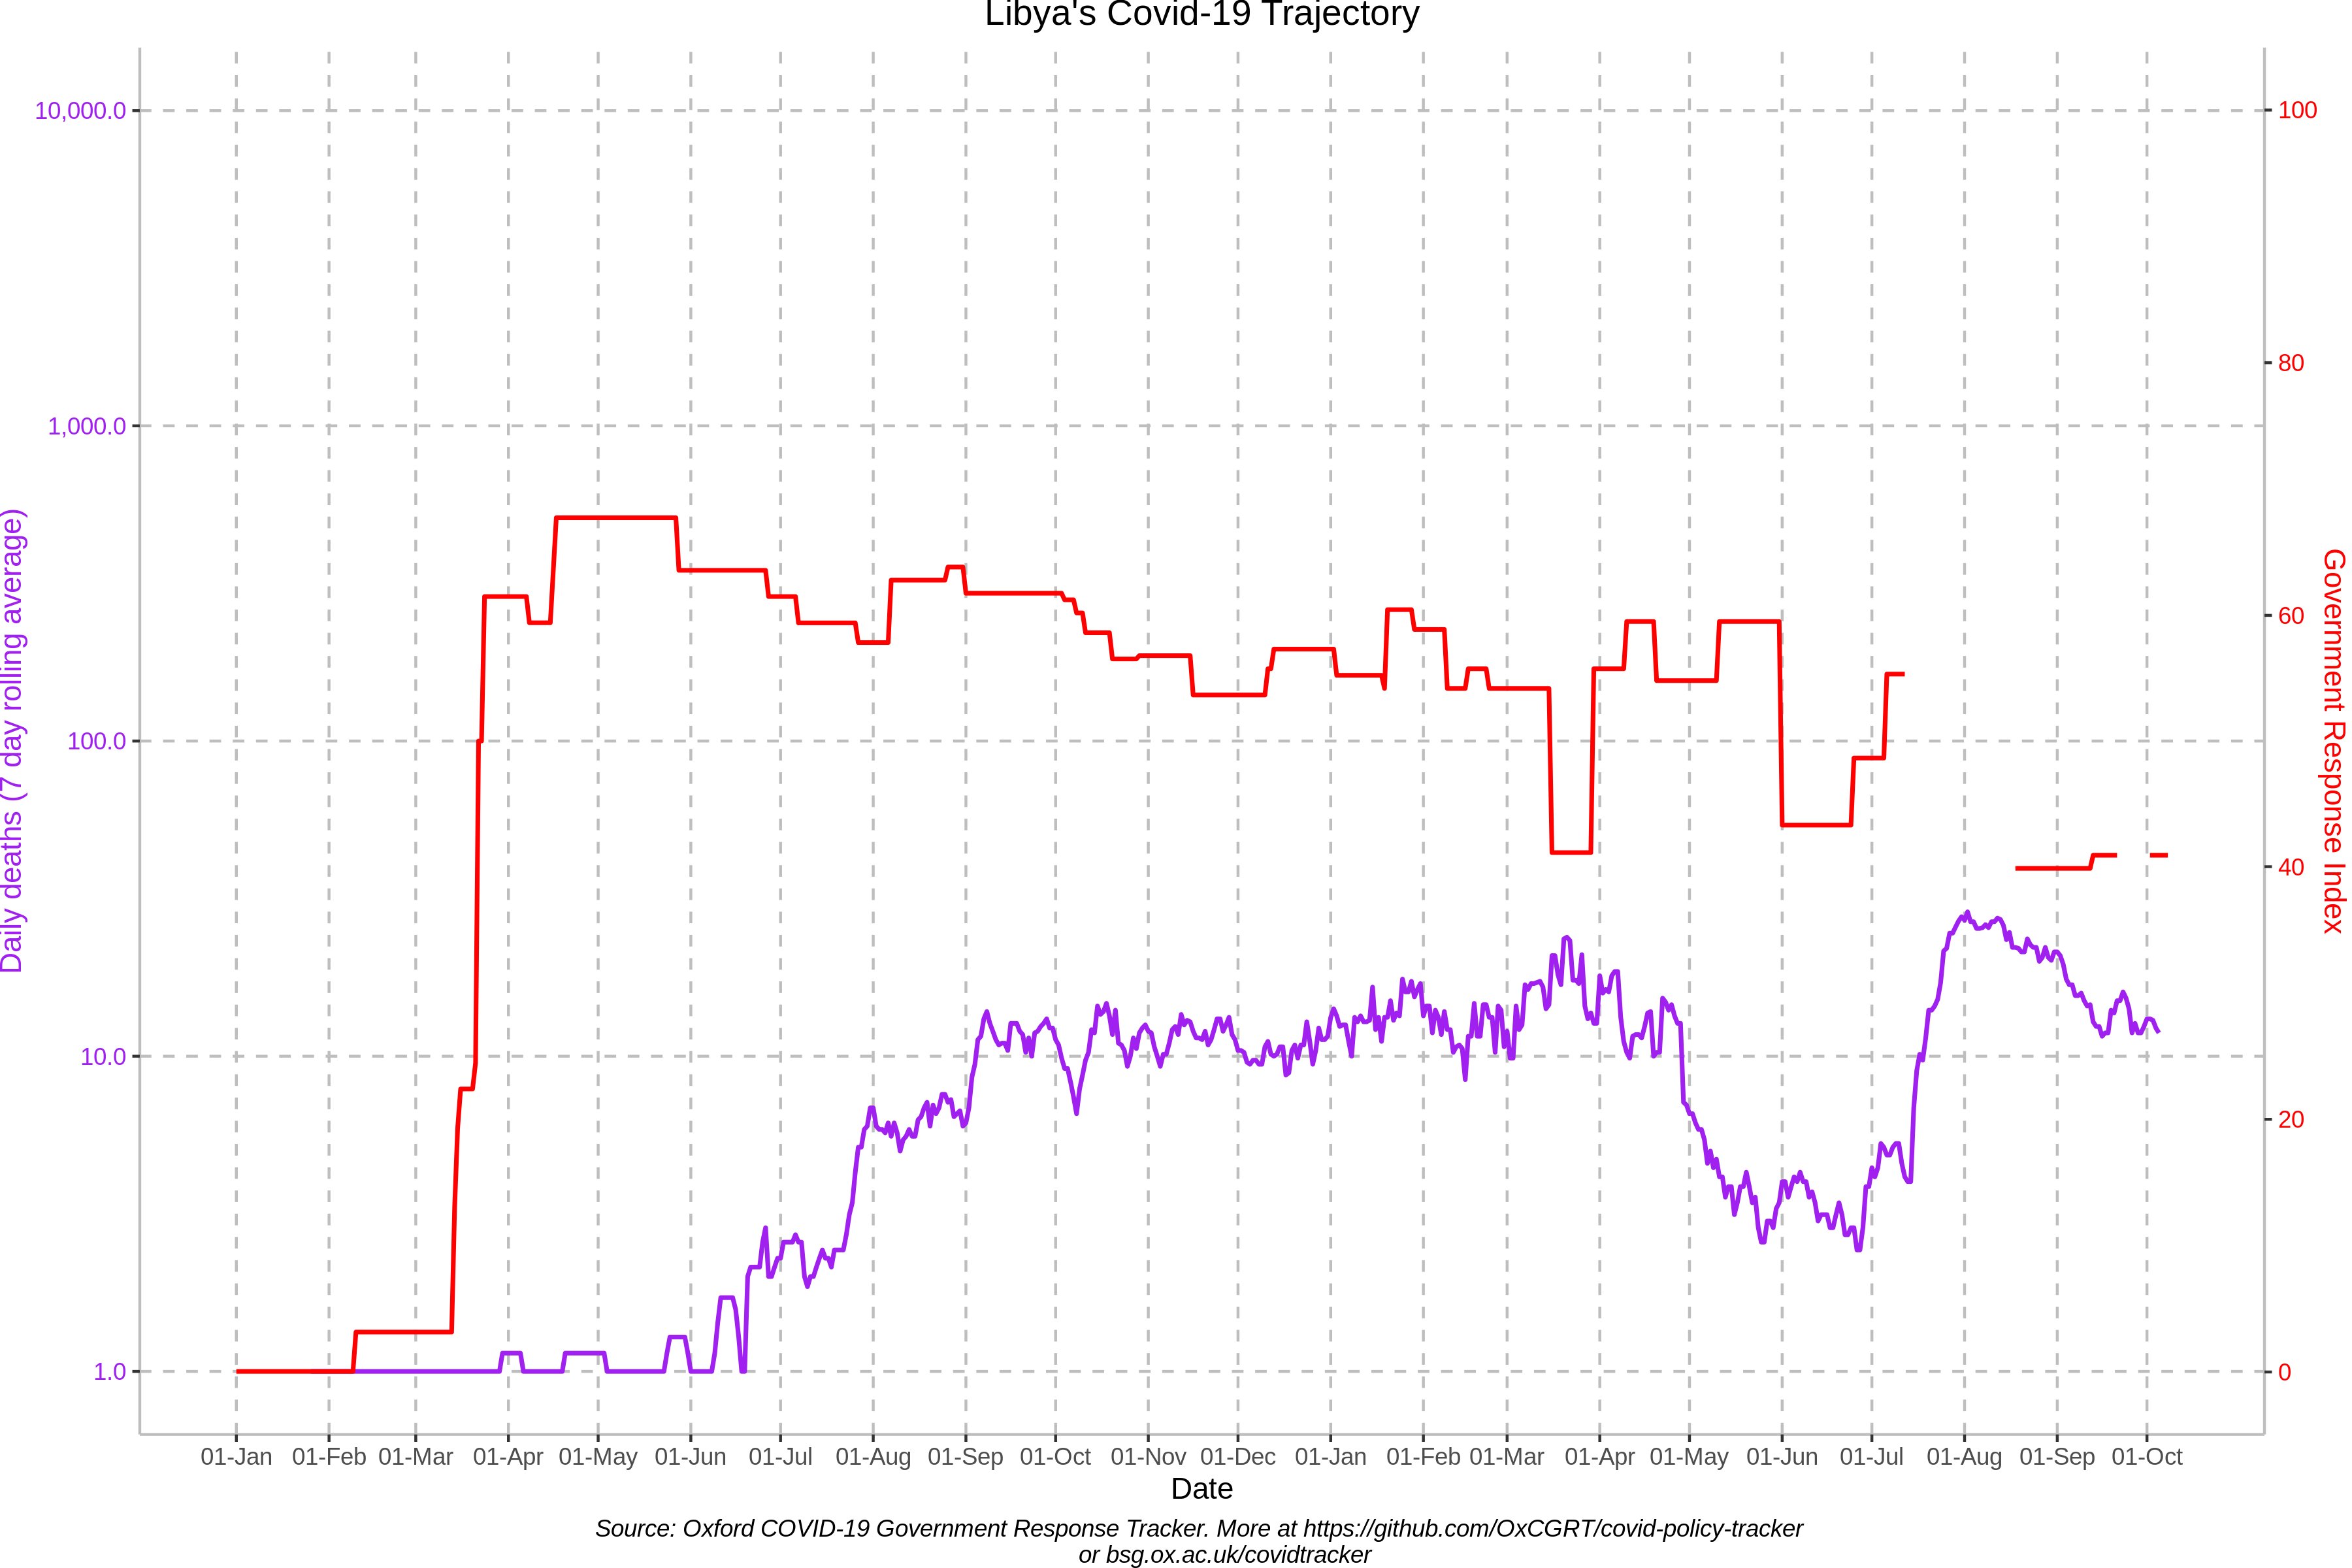 Libya's Covid-19 Trajectory
10,000.0
1,000.0
100.0
10.0
1.0
Daily deaths (7 day rolling average)
100
80
60
40
20
0
Government Response Index
01-Jan 01-Feb 01-Mar 01-Apr 01-May 01-Jun 01-Jul 01-Aug 01-Sep 01-Oct 01-Nov 01-Dec 01-Jan 01-Feb 01-Mar 01-Apr 01-May 01-Jun 01-Jul 01-Aug 01-Sep 01-Oct
Date
Source: Oxford COVID-19 Government Response Tracker. More at https://github.com/OxCGRT/covid-policy-tracker
or bsg.ox.ac.uk/covidtracker